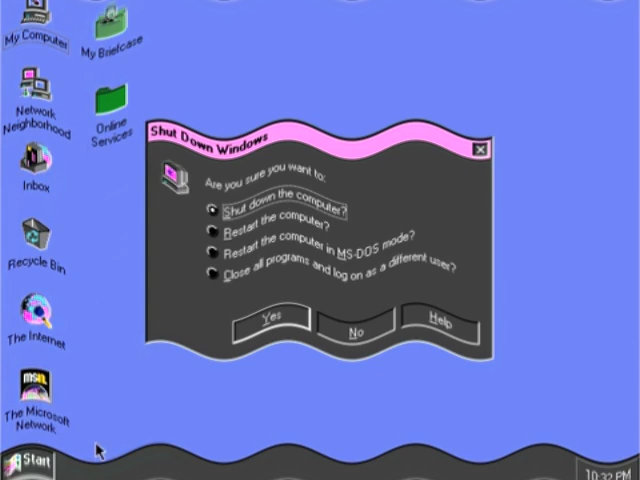 My Computer
My Briefcase
Network
Neighborhood
Online
Services
Inbox
Recycle Bin
The Internet
msn
The Microsoft
Network
Shut Down Windows
Are you sure you want to:
Shut down the computer?
Restart the computer?
Restart the computer in MS-DOS mode?
Close all programs and log on as a different user?
Yes
No
Help
Start
10:32 PM